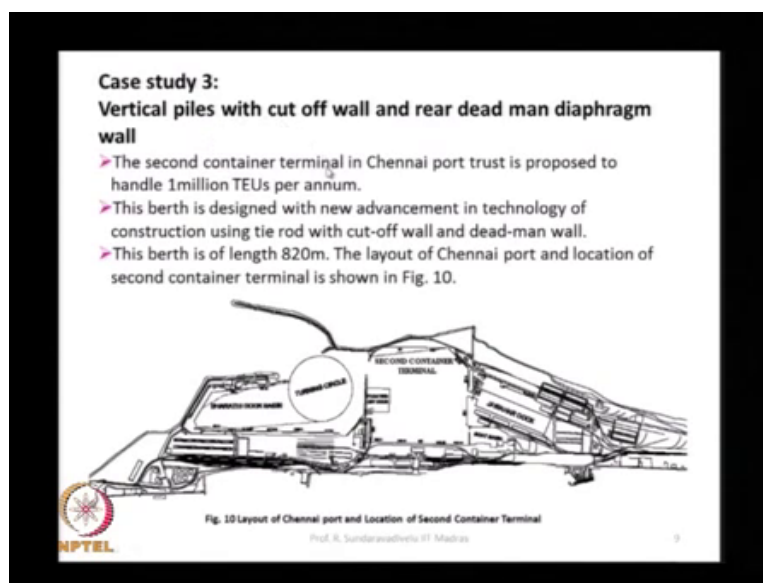 Case study 3:
Vertical piles with cut off wall and rear dead man diaphragm
wall
➢The second container terminal in Chennai port trust is proposed to
handle 1million TEUs per annum.
➢This berth is designed with new advancement in technology of
construction using tie rod with cut-off wall and dead-man wall.
➢This berth is of length 820m. The layout of Chennai port and location of
second container terminal is shown in Fig. 10.
SECOND CONTAINER
TERMINAL
TURNING CIRCLE
Fig. 10 Layout of Chennai port and Location of Second Container Terminal
Prof. R. Sundaravadivelu IIT Madras
9
NPTEL